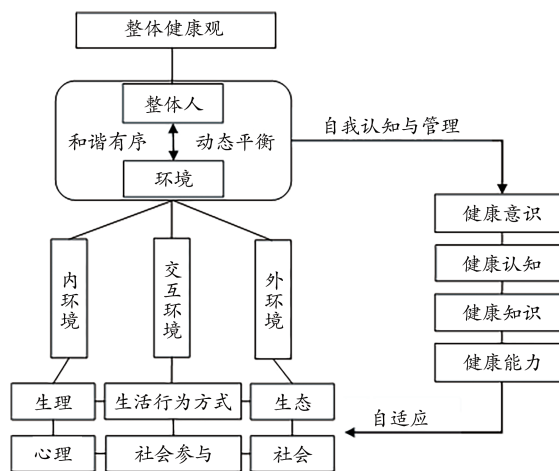 整体健康观
整体人
和谐有序
动态平衡
环境
自我认知与管理
健康意识
健康认知
健康知识
健康能力
内环境
交互环境
外环境
生理
生活行为方式
生态
心理
社会参与
社会
自适应